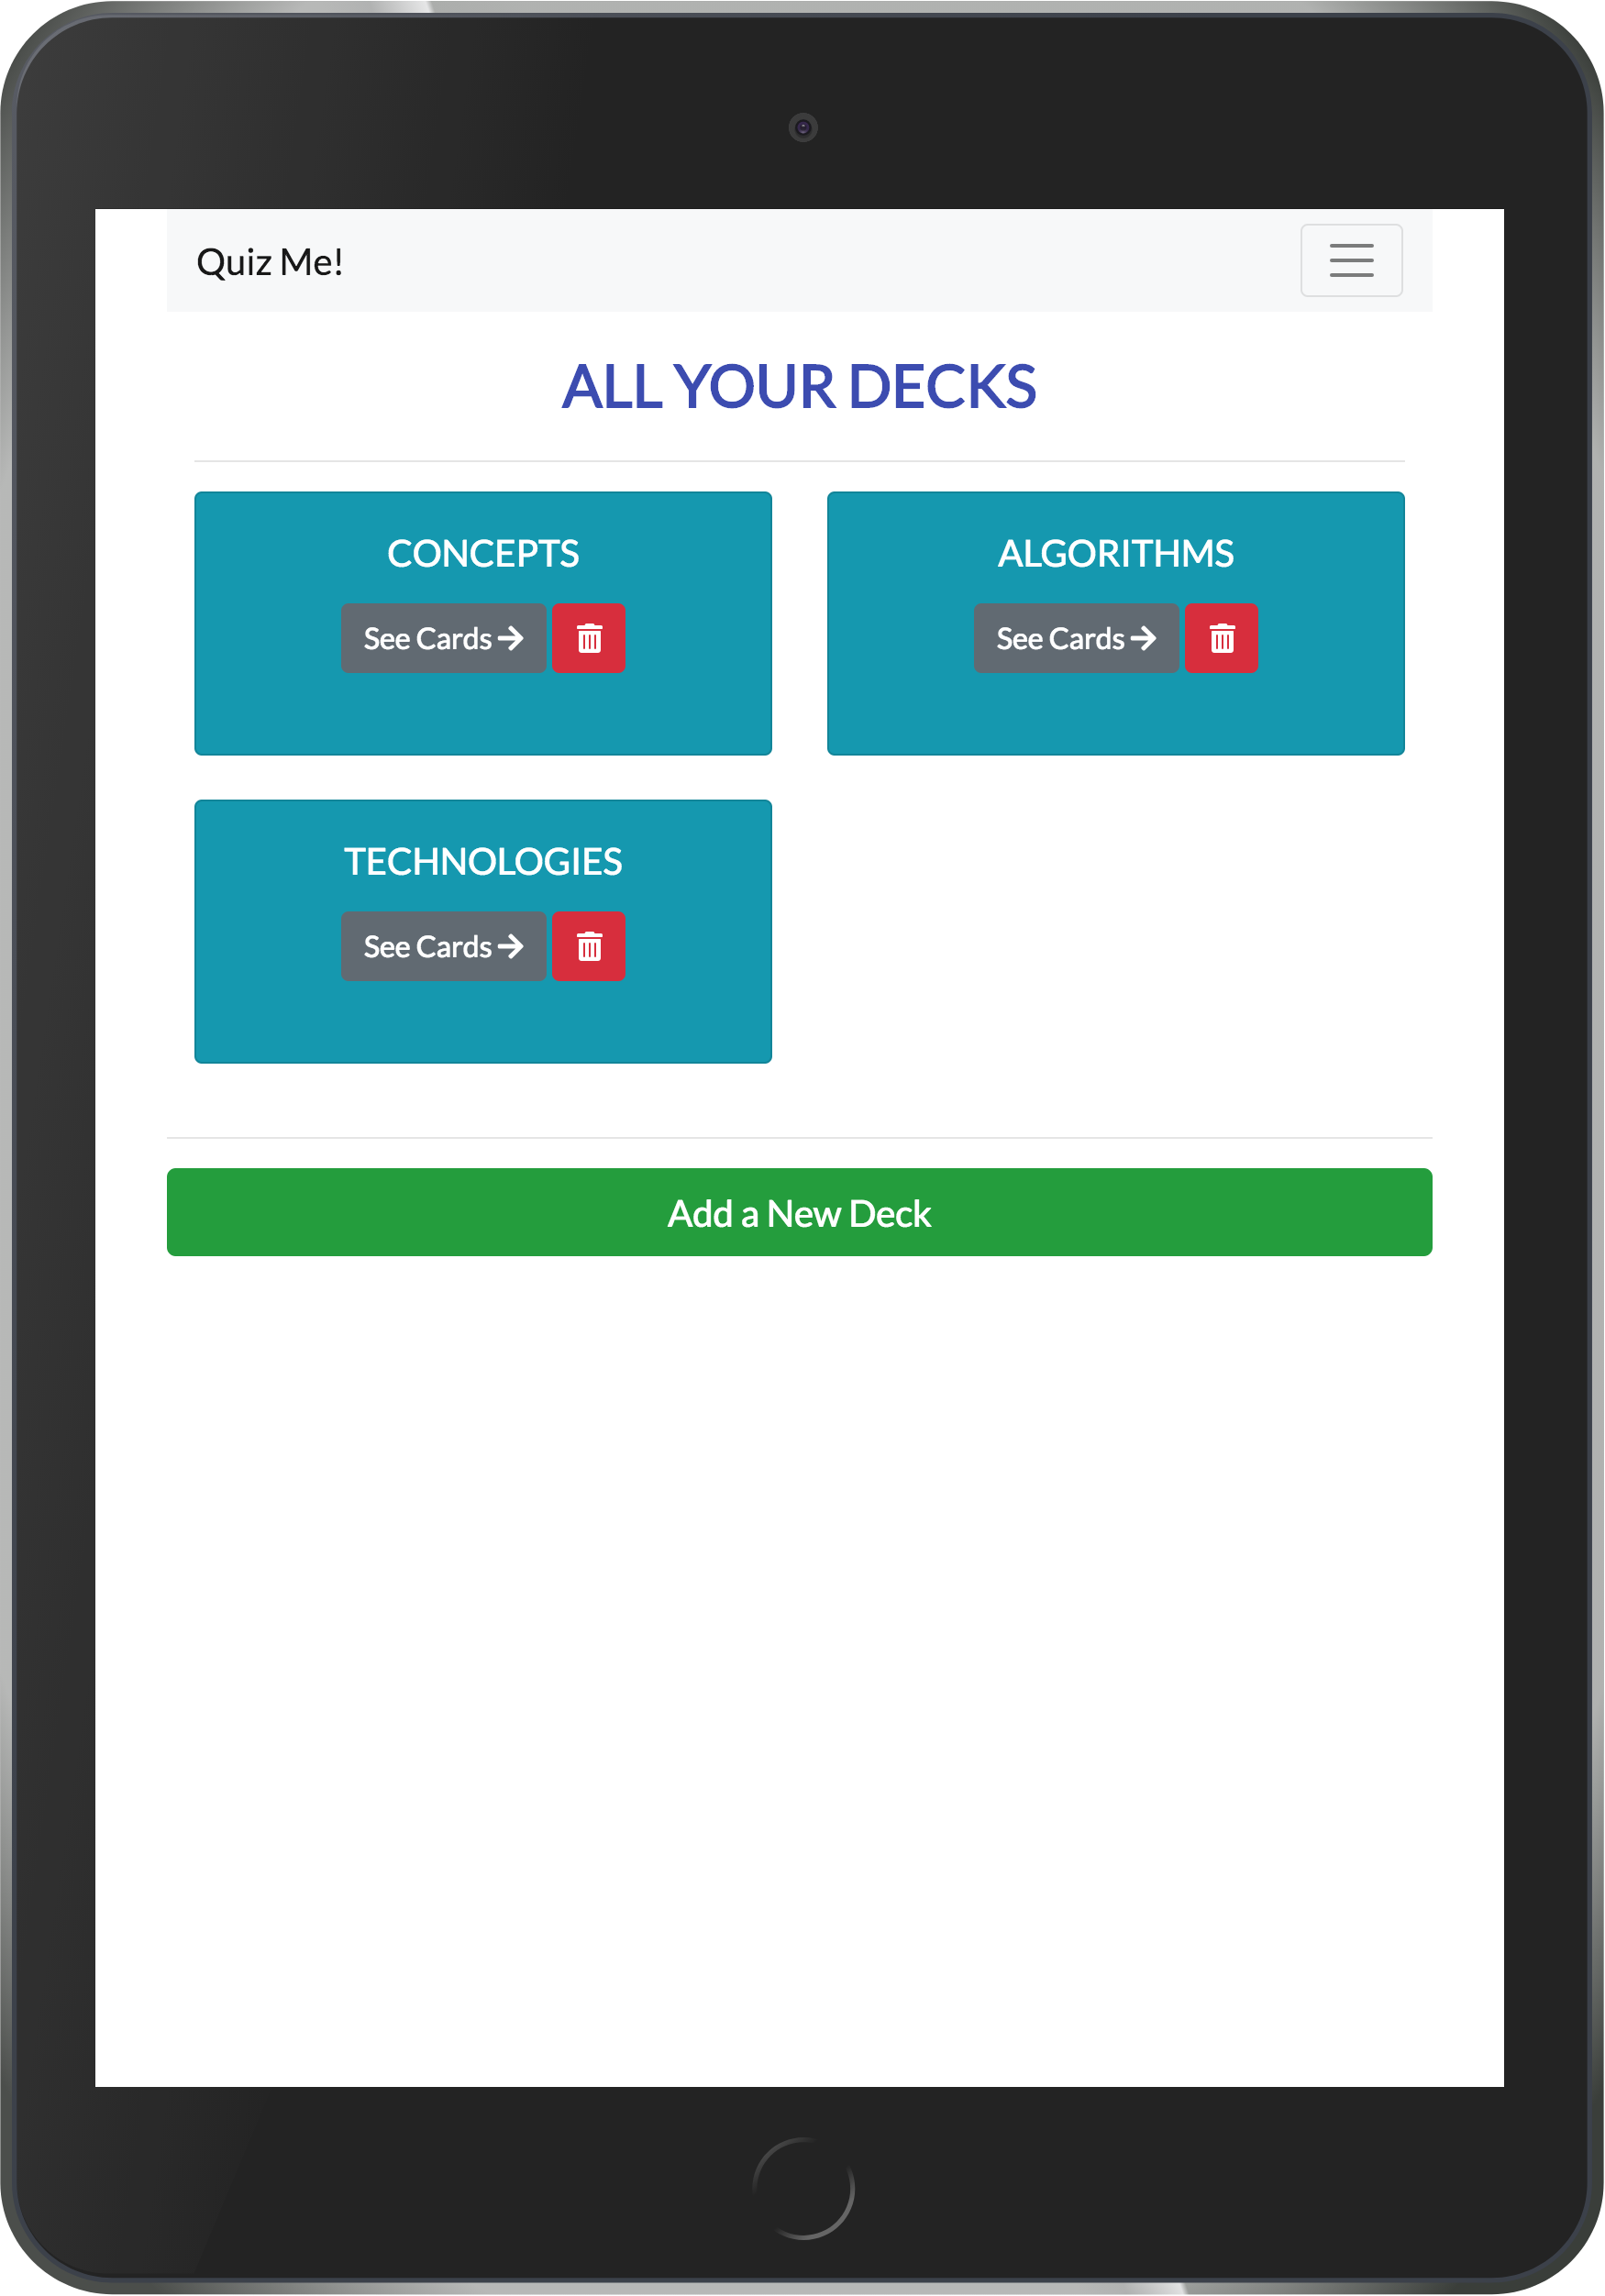 Quiz Me!
ALL YOUR DECKS
CONCEPTS
See Cards
ALGORITHMS
See Cards
TECHNOLOGIES
See Cards
Add a New Deck